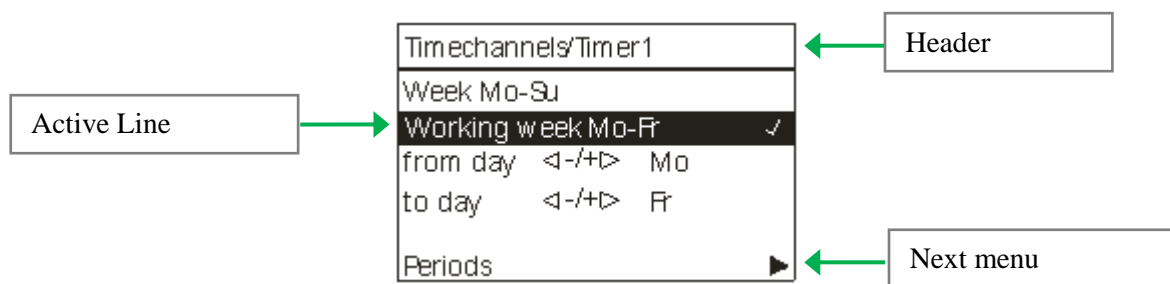 Timechannels/Timer1
Header
Week Mo-Su
Active Line
Working week Mo-Fr ✓
from day ◁-/+▷ Mo
to day ◁-/+▷ Fr
Periods ▶
Next menu